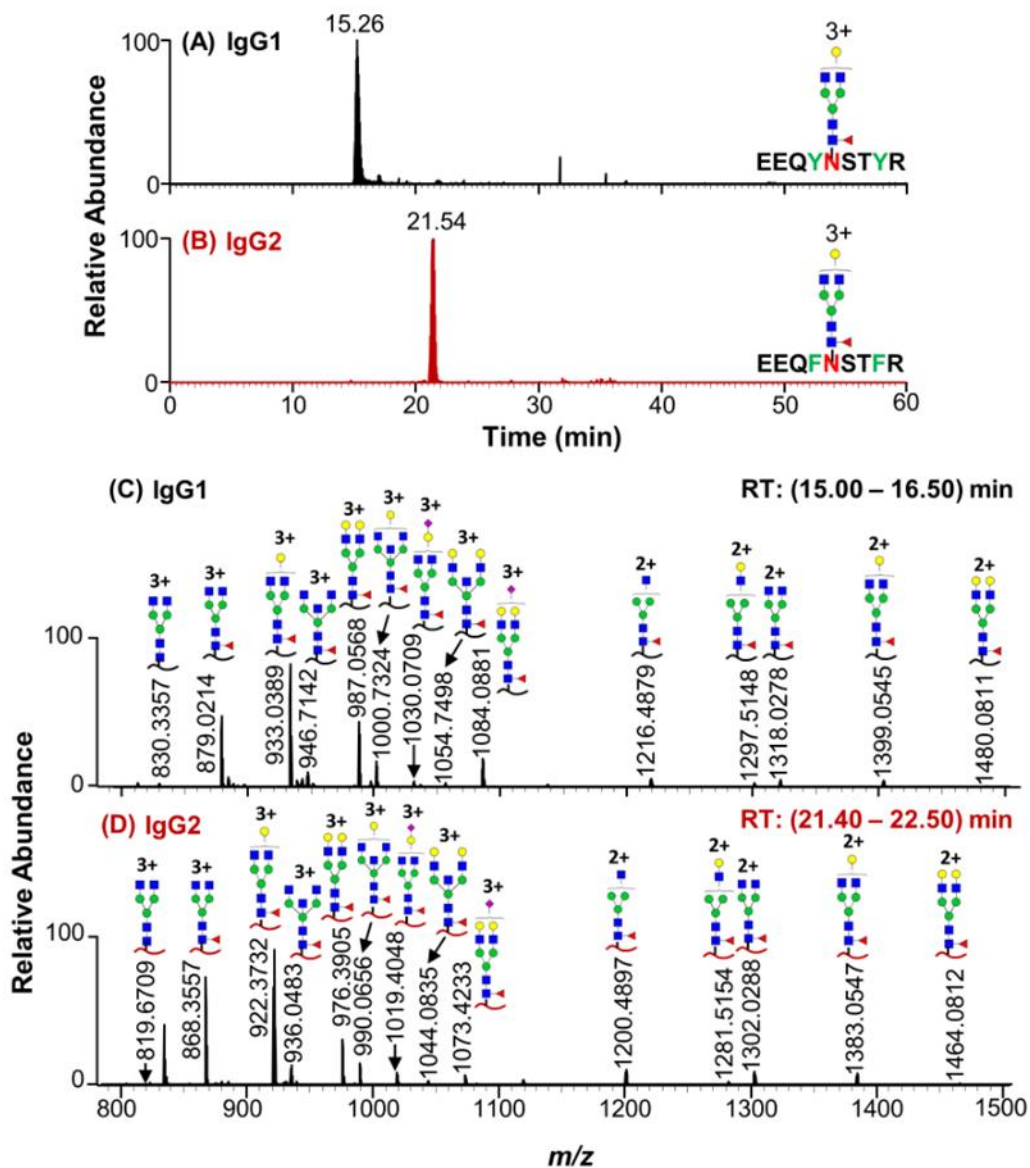 15.26
(A) IgG1
3+
100
0
EEQYNSTYR
Relative Abundance
21.54
(B) IgG2
3+
100
0
EEQFNSTFR
0 10 20 30 40 50 60
Time (min)
(C) IgG1
RT: (15.00 – 16.50) min
3+ 3+ 3+ 3+ 3+ 3+ 3+ 3+ 3+ 2+ 2+ 2+ 2+ 2+
100
0
830.3357
879.0214
933.0389
946.7142
987.0568
1000.7324
1030.0709
1054.7498
1084.0881
1216.4879
1297.5148
1318.0278
1399.0545
1480.0811
Relative Abundance
(D) IgG2
RT: (21.40 – 22.50) min
3+ 3+ 3+ 3+ 3+ 3+ 3+ 3+ 3+ 2+ 2+ 2+ 2+ 2+
100
0
819.6709
868.3557
922.3732
936.0483
976.3905
990.0656
1019.4048
1044.0835
1073.4233
1200.4897
1281.5154
1302.0288
1383.0547
1464.0812
800 900 1000 1100 1200 1300 1400 1500
m/z